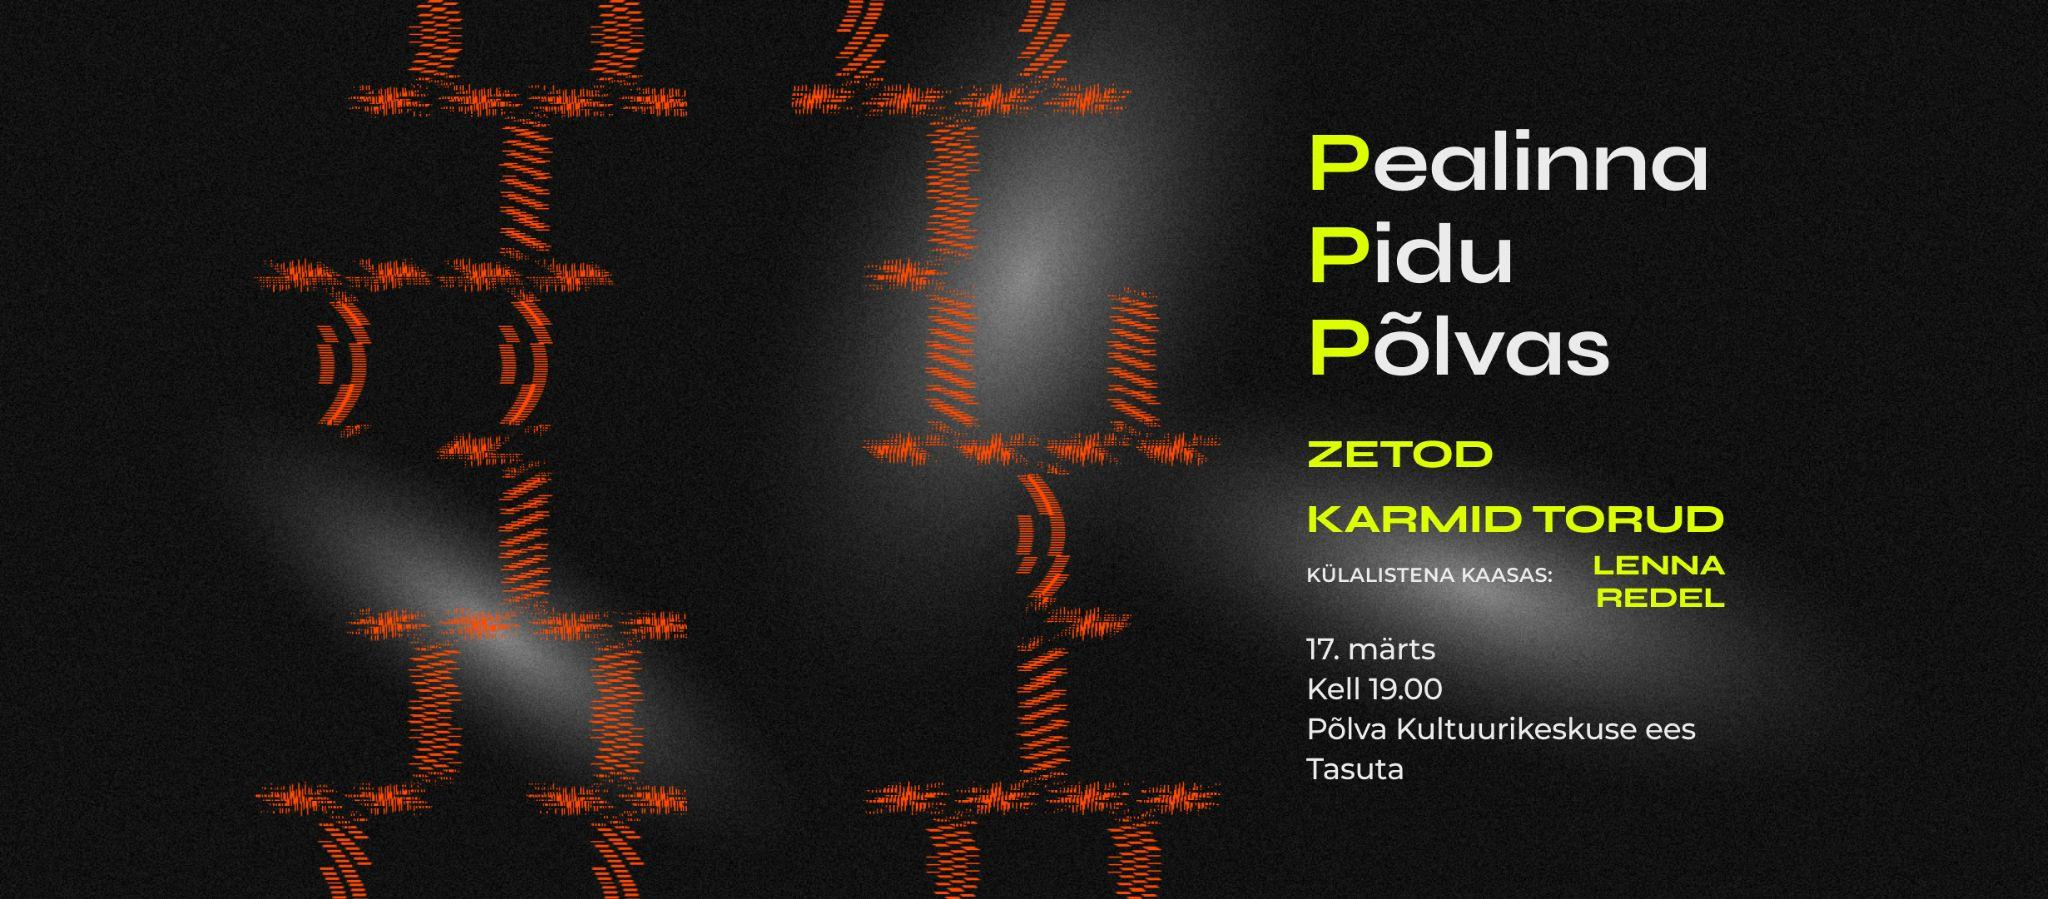 Pealinna
Pidu
Põlvas
ZETOD
KARMID TORUD
KÜLALISTENA KAASAS:
LENNA
REDEL
17. märts
Kell 19.00
Põlva Kultuurikeskuse ees
Tasuta